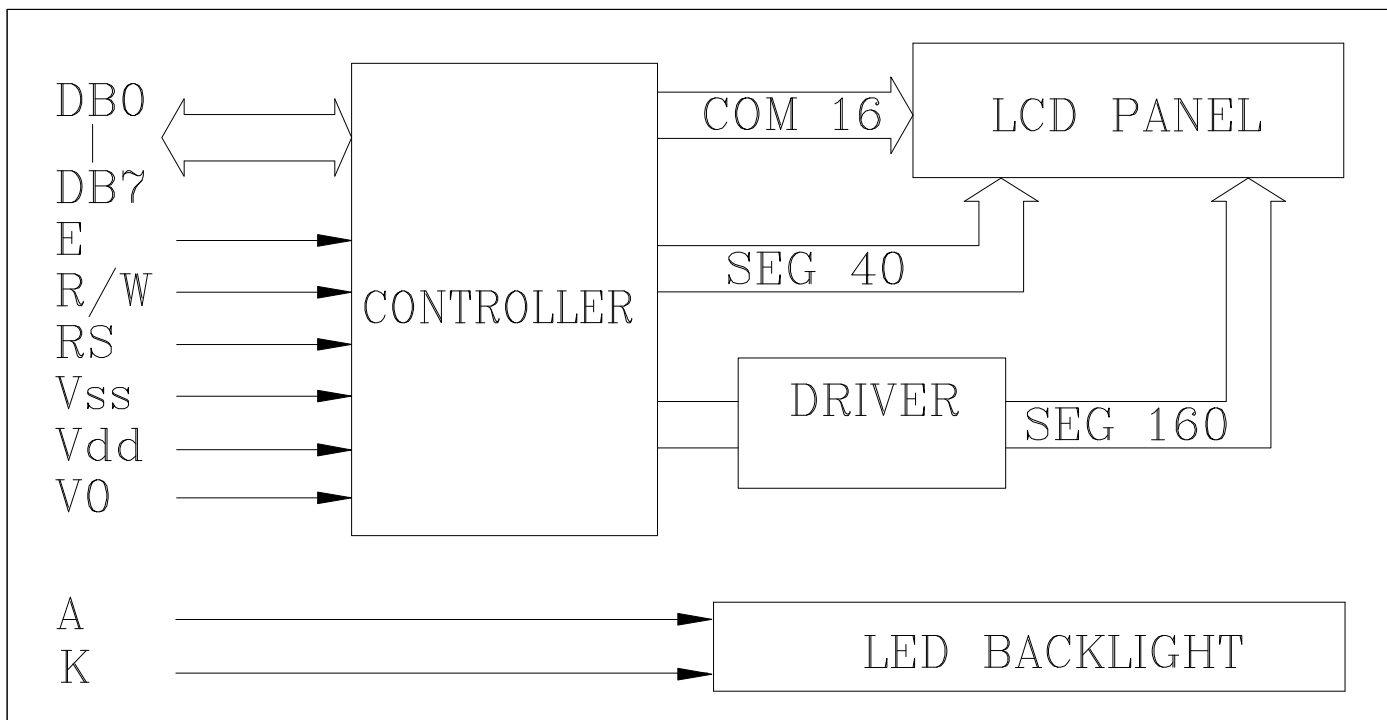 DB0
DB7
E
R/W
RS
Vss
Vdd
V0
A
K
CONTROLLER
COM 16
SEG 40
DRIVER
SEG 160
LCD PANEL
LED BACKLIGHT